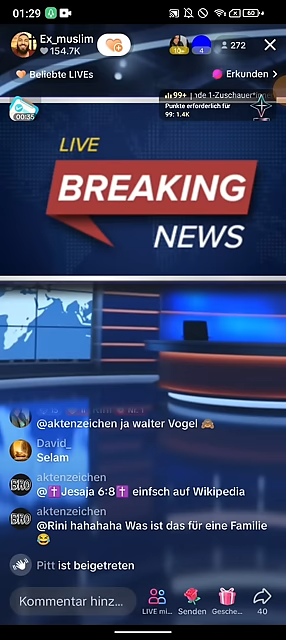 01:29
Ex_muslim
154.7K
10+
4
272
Beliebte LIVEs
Erkunden >
99+
1-Zuschauer
Punkte erforderlich für
99: 1.4K
00:35
LIVE
BREAKING
NEWS
@aktenzeichen ja walter Vogel 🙈
David_
Selam
aktenzeichen
@✝️Jesaja 6:8✝️ einfsch auf Wikipedia
aktenzeichen
@Rini hahahaha Was ist das für eine Familie
😂
Pitt ist beigetreten
Kommentar hinz...
LIVE mi...
Senden
Gesche...
40